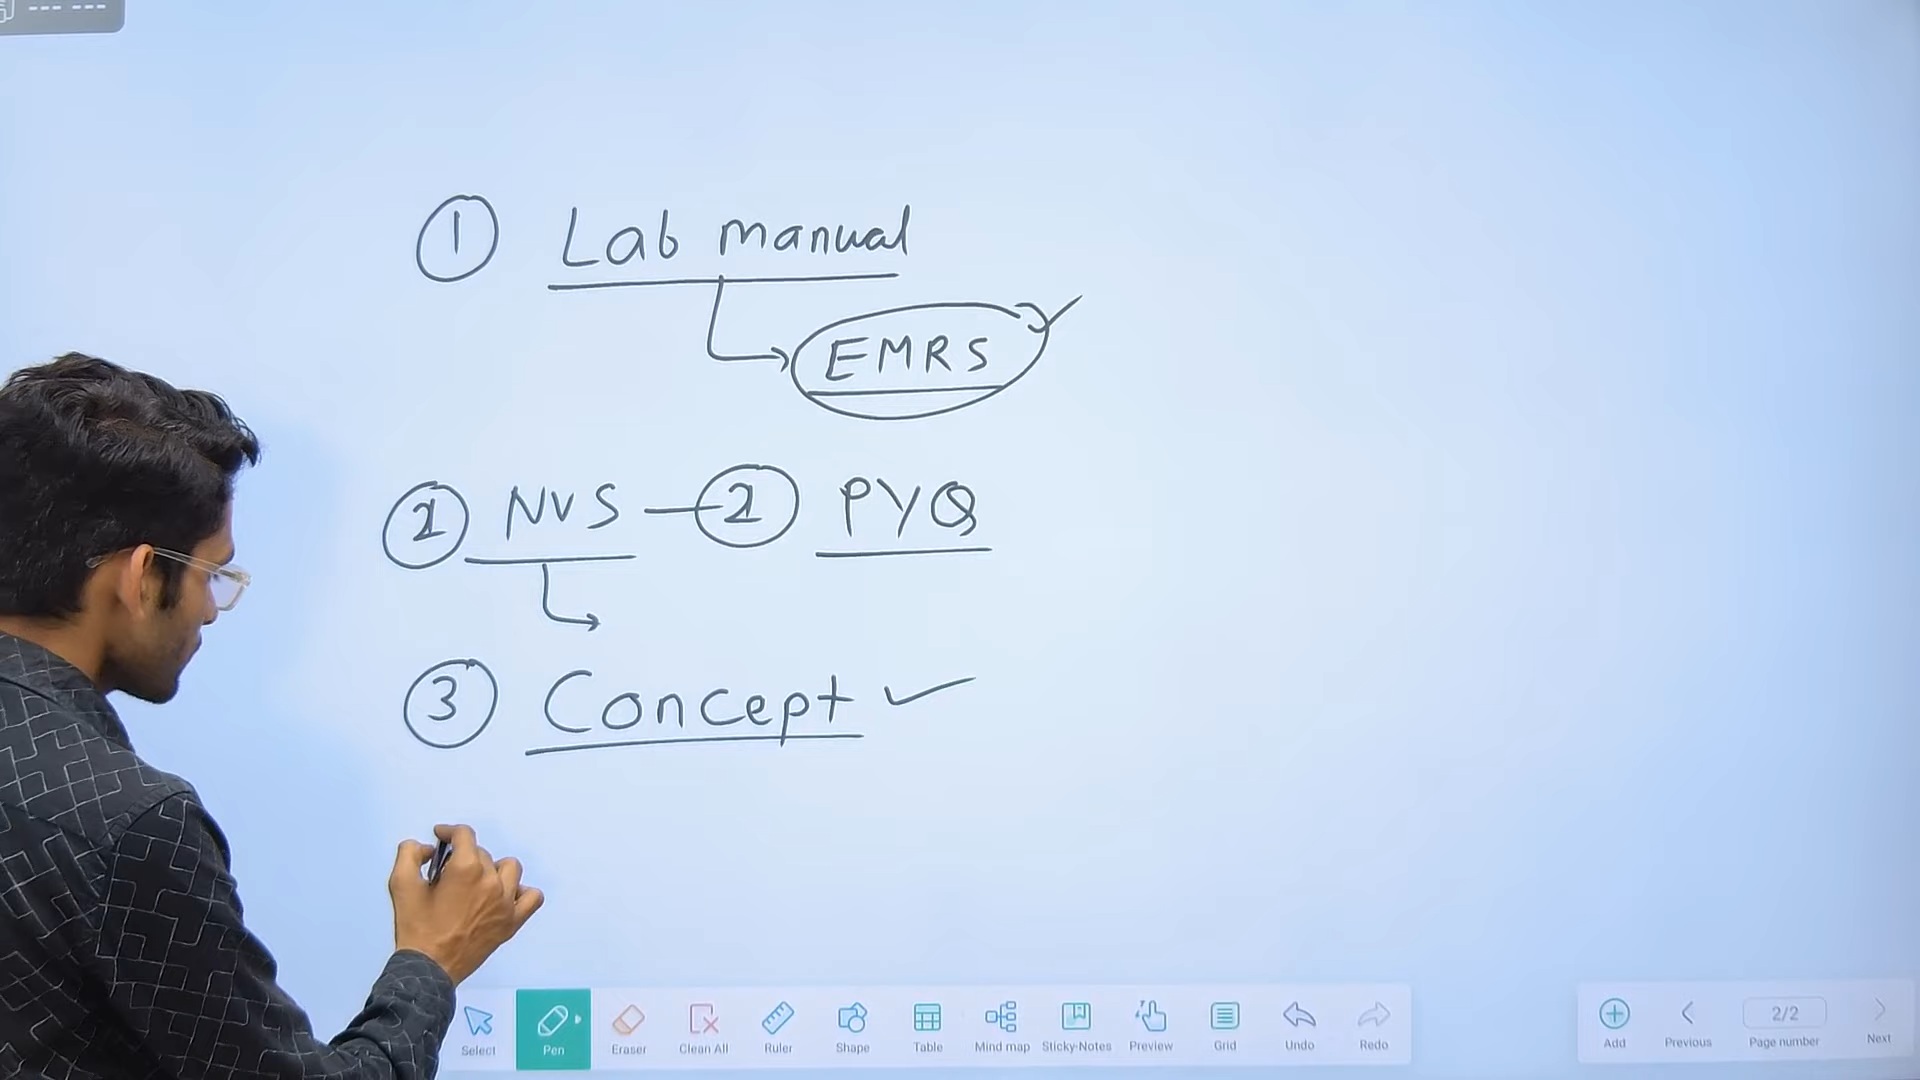 1 Lab manual
EMRS
2 NVS - 2 PYQ
3 Concept
Select Pen Eraser Clean All Ruler Shape Table Mind map Sticky-Notes Preview Grid Undo Redo Add Previous 2/2 Page number Next